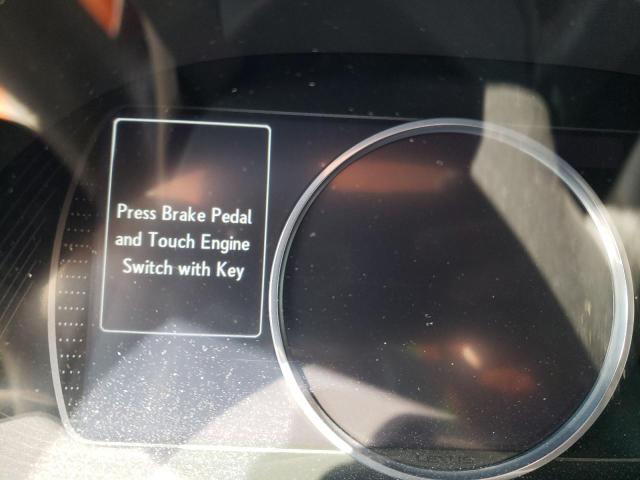 Press Brake Pedal
and Touch Engine
Switch with Key